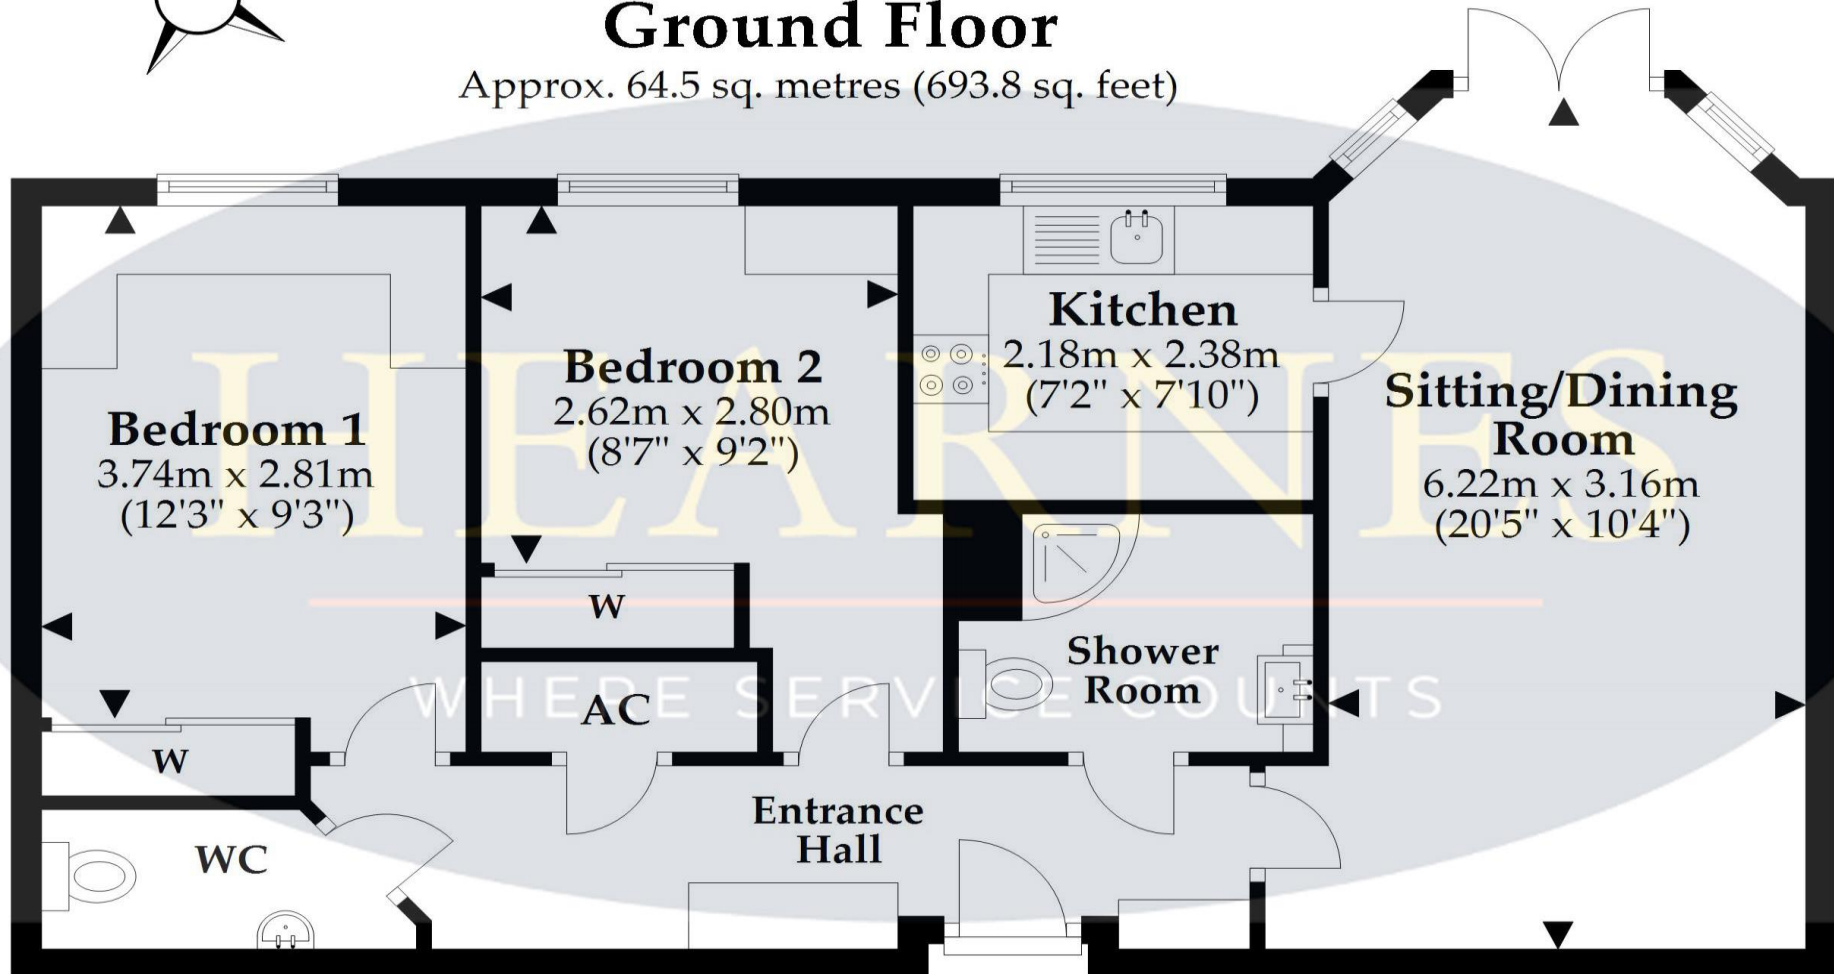 Ground Floor
Approx. 64.5 sq. metres (693.8 sq. feet)
Kitchen
2.18m x 2.38m
(7'2" x 7'10")
Bedroom 2
2.62m x 2.80m
(8'7" x 9'2")
Sitting/Dining
Room
6.22m x 3.16m
(20'5" x 10'4")
Bedroom 1
3.74m x 2.81m
(12'3" x 9'3")
HEARNES
W
Shower
Room
WHERE SERVICE COUNTS
AC
W
Entrance
Hall
WC